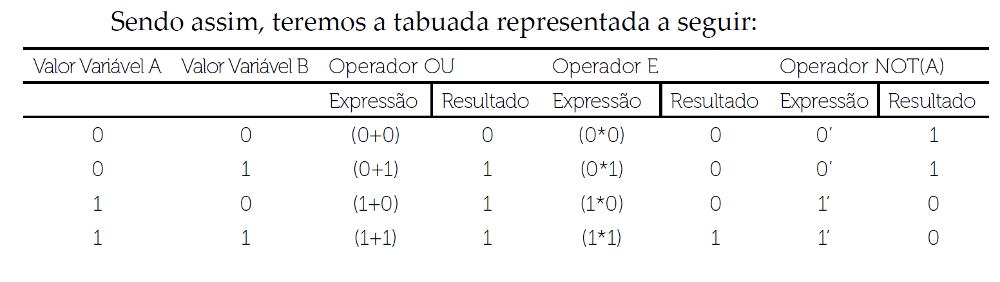 Sendo assim, teremos a tabuada representada a seguir:
Valor Variável A Valor Variável B Operador OU Operador E Operador NOT(A)
Expressão Resultado Expressão Resultado Expressão Resultado
0 0 (0+0) 0 (0*0) 0 0’ 1
0 1 (0+1) 1 (0*1) 0 0’ 1
1 0 (1+0) 1 (1*0) 0 1’ 0
1 1 (1+1) 1 (1*1) 1 1’ 0